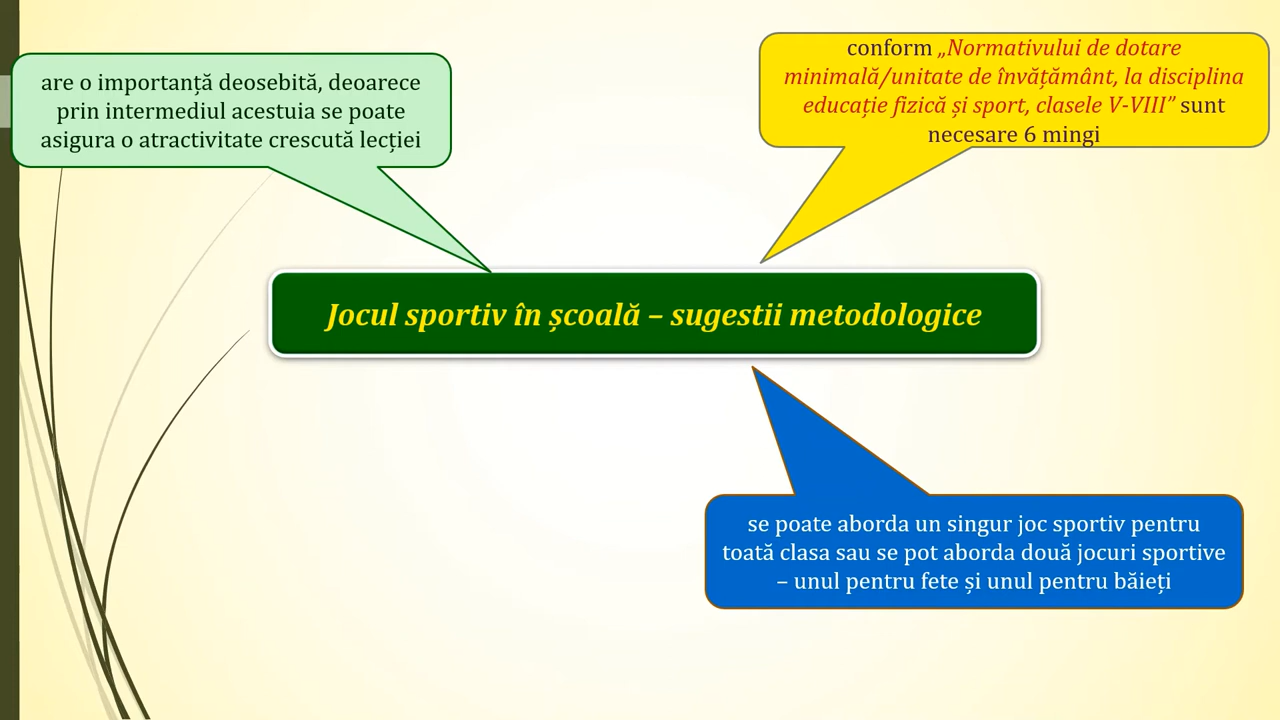 are o importanță deosebită, deoarece
prin intermediul acestuia se poate
asigura o atractivitate crescută lecției
conform „Normativului de dotare
minimală/unitate de învățământ, la disciplina
educație fizică și sport, clasele V-VIII” sunt
necesare 6 mingi
Jocul sportiv în școală – sugestii metodologice
se poate aborda un singur joc sportiv pentru
toată clasa sau se pot aborda două jocuri sportive
– unul pentru fete și unul pentru băieți